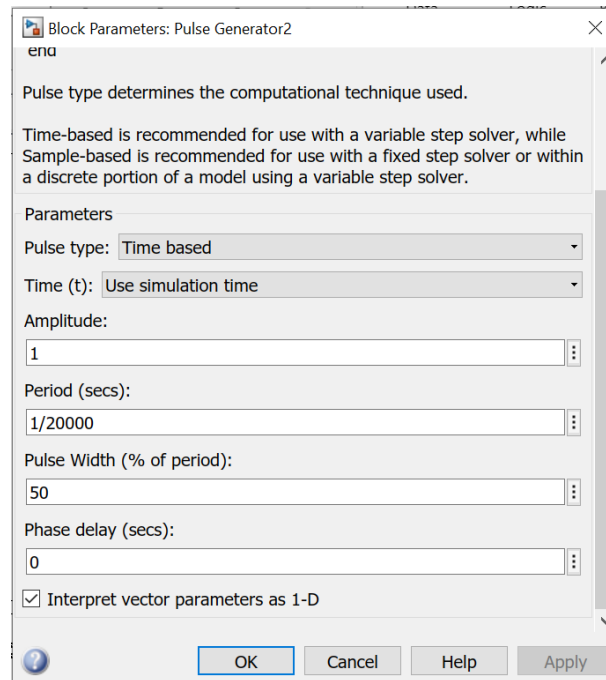 Block Parameters: Pulse Generator2
end
Pulse type determines the computational technique used.
Time-based is recommended for use with a variable step solver, while
Sample-based is recommended for use with a fixed step solver or within
a discrete portion of a model using a variable step solver.
Parameters
Pulse type: Time based
Time (t): Use simulation time
Amplitude:
1
Period (secs):
1/20000
Pulse Width (% of period):
50
Phase delay (secs):
0
Interpret vector parameters as 1-D
OK Cancel Help Apply